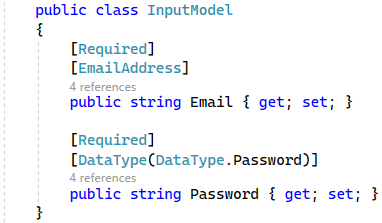 public class InputModel
{
[Required]
[EmailAddress]
4 references
public string Email { get; set; }
[Required]
[DataType(DataType.Password)]
4 references
public string Password { get; set; }
}